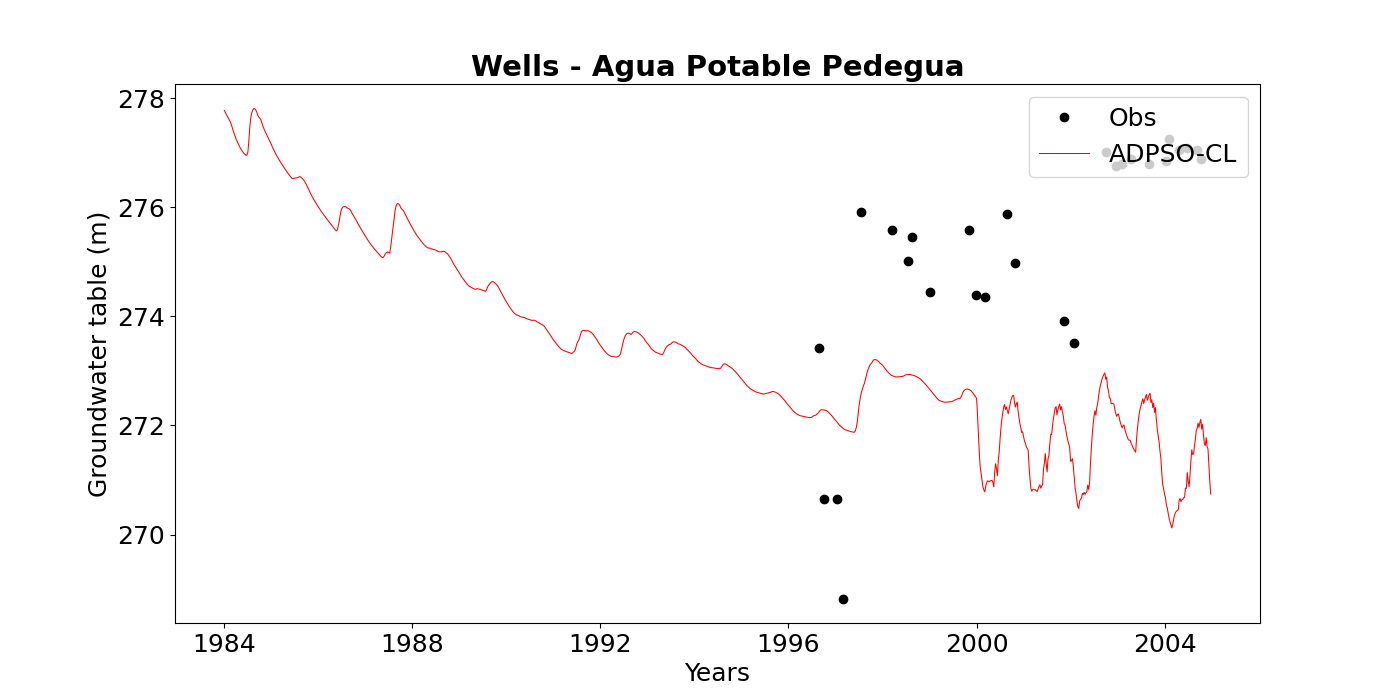 Wells - Agua Potable Pedegua
Obs
ADPSO-CL
278
276
274
272
270
Groundwater table (m)
1984 1988 1992 1996 2000 2004
Years